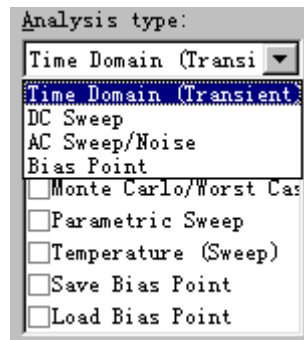 Analysis type:
Time Domain (Transi
Time Domain (Transient)
DC Sweep
AC Sweep/Noise
Bias Point
Monte Carlo/Worst Cas
Parametric Sweep
Temperature (Sweep)
Save Bias Point
Load Bias Point